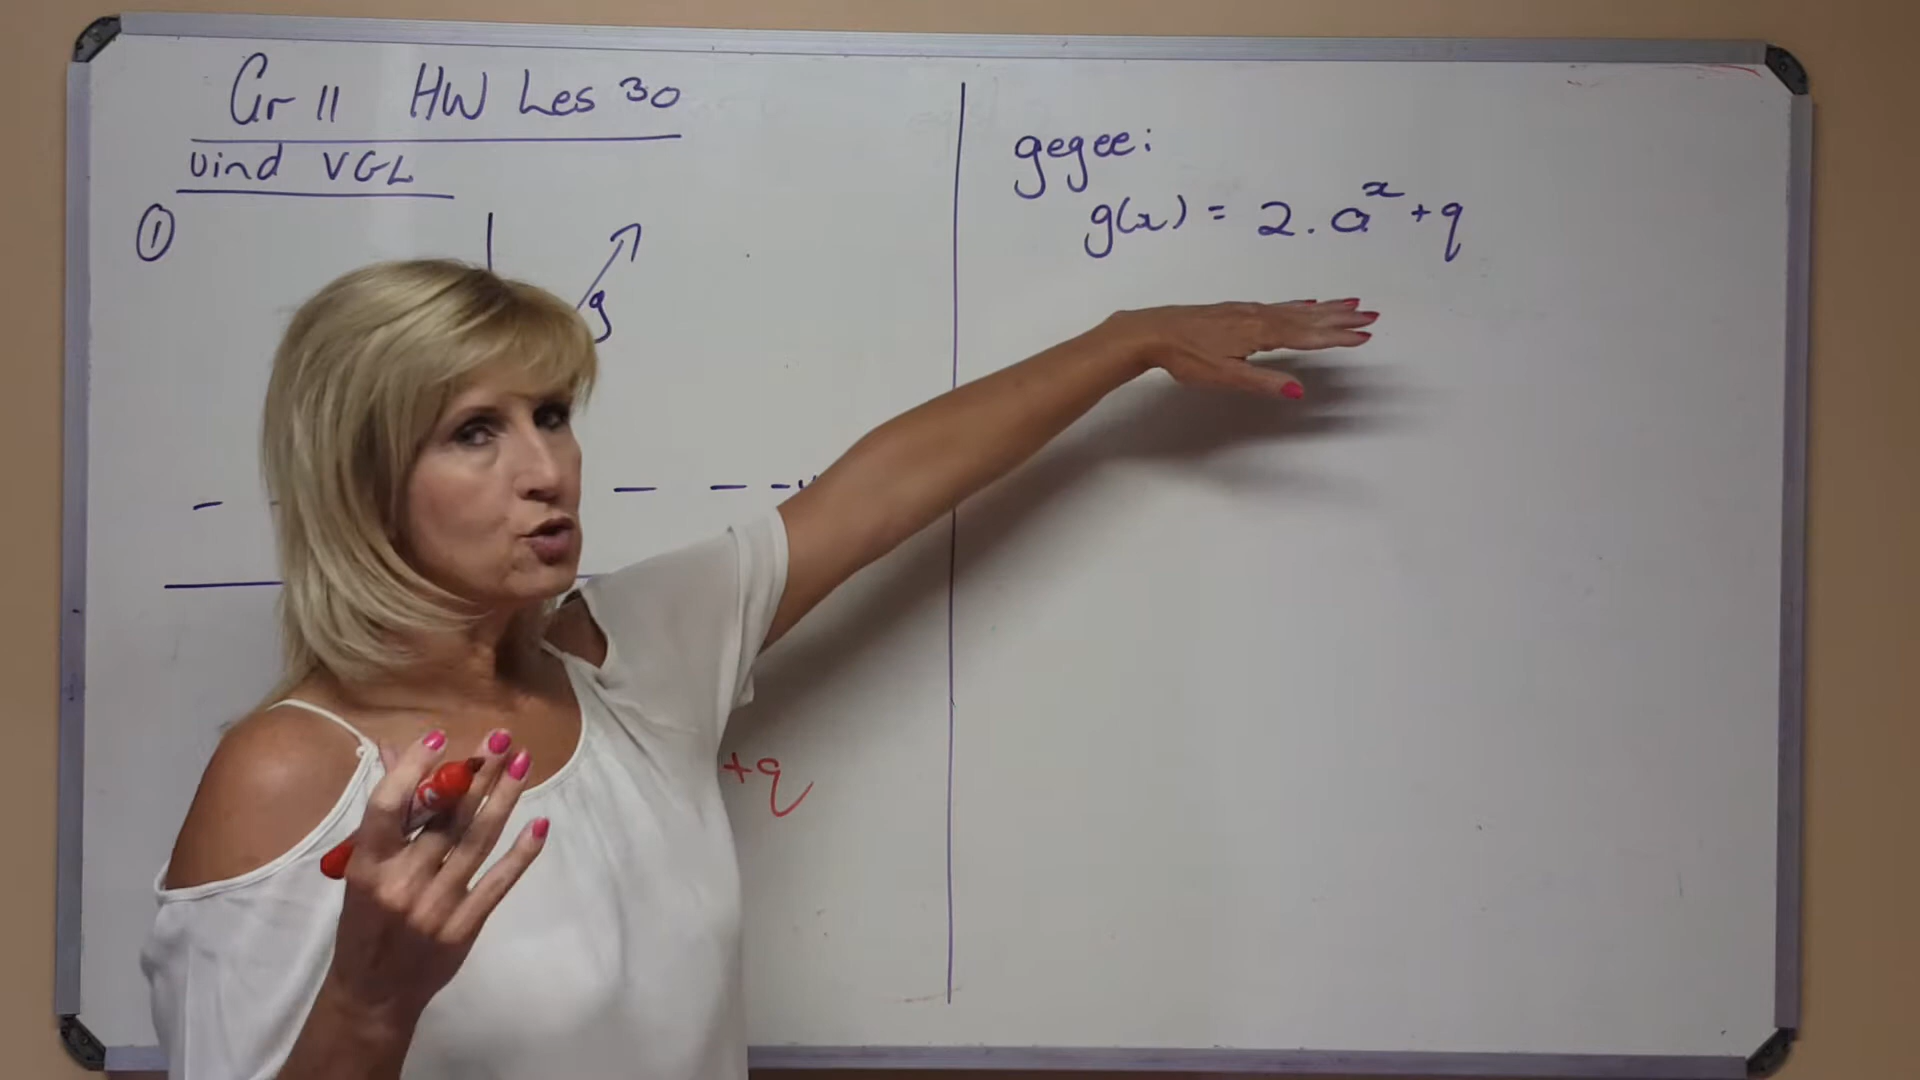 Gr 11 HW Les 30
vind VGL
①
g
+q
gegee:
g(x) = 2.a^x + q